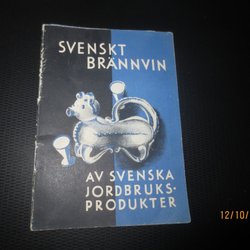 SVENSKT
BRÄNNVIN
AV SVENSKA
JORDBRUKS-
PRODUKTER
12/10/